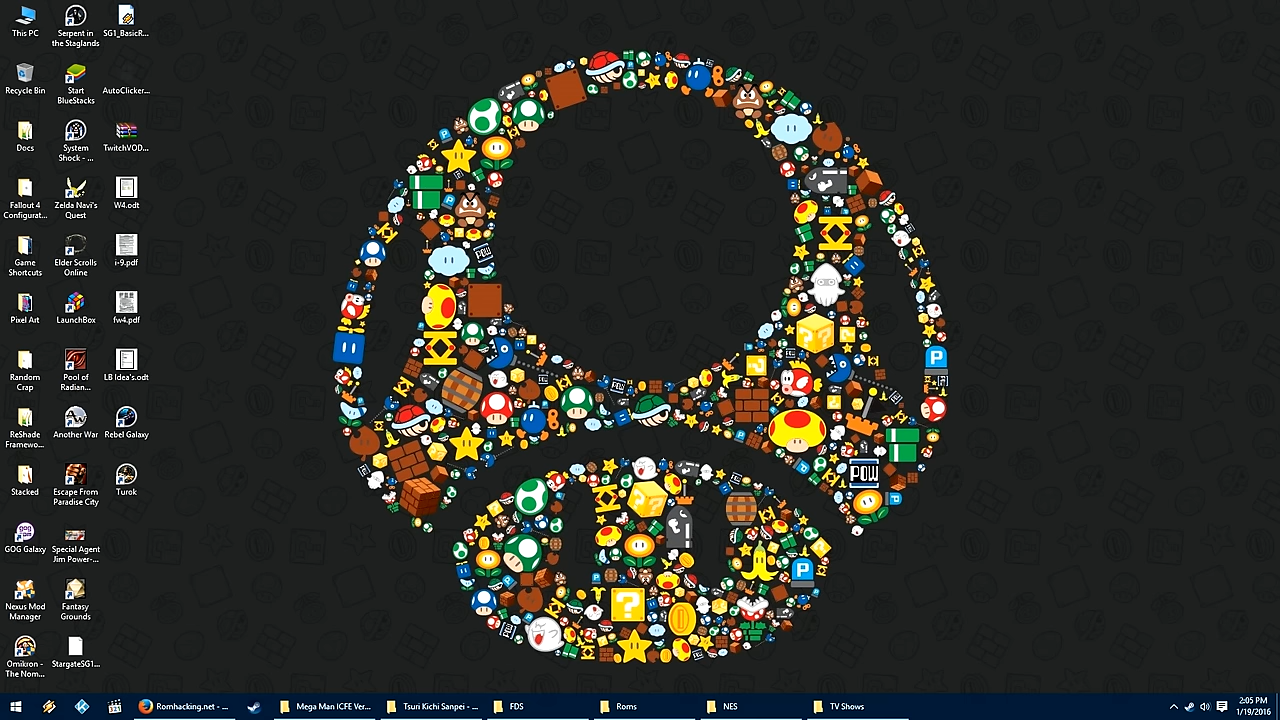 This PC
Recycle Bin
Docs
Fallout 4
Configurat...
Game
Shortcuts
Pixel Art
Random
Crap
ReShade
Framewo...
Stacked
GOG Galaxy
Nexus Mod
Manager
Omikron -
The Nom...
Serpent in
the Staglands
Start
BlueStacks
System
Shock - ...
Zelda Navi's
Quest
Elder Scrolls
Online
LaunchBox
Pool of
Radian...
Another War
Escape From
Paradise City
Special Agent
Jim Power-...
Fantasy
Grounds
StargateSG1...
SG1_BasicR...
AutoClicker...
TwitchVOD...
W4.odt
i-9.pdf
fw4.pdf
LB Idea's.odt
Rebel Galaxy
Turok
POW
P
P
POW
P
?
Romhacking.net - ...
Mega Man ICFE Ver...
Tsuri Kichi Sanpei - ...
FDS
Roms
NES
TV Shows
2:05 PM
1/19/2016